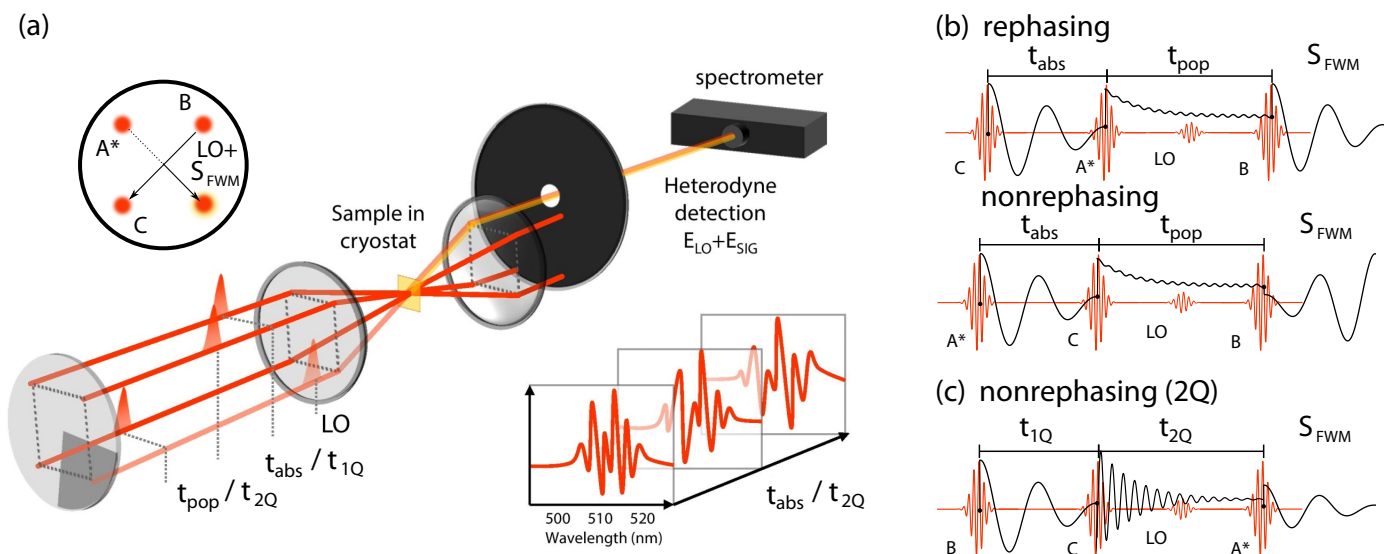 (a)
B
A*
LO+
S_FWM
C
Sample in
cryostat
spectrometer
Heterodyne
detection
E_LO+E_SIG
LO
t_abs / t_1Q
t_pop / t_2Q
500 510 520
Wavelength (nm)
t_abs / t_2Q
(b) rephasing
t_abs t_pop S_FWM
C A* LO B
nonrephasing
t_abs t_pop S_FWM
A* C LO B
(c) nonrephasing (2Q)
t_1Q t_2Q S_FWM
B C LO A*